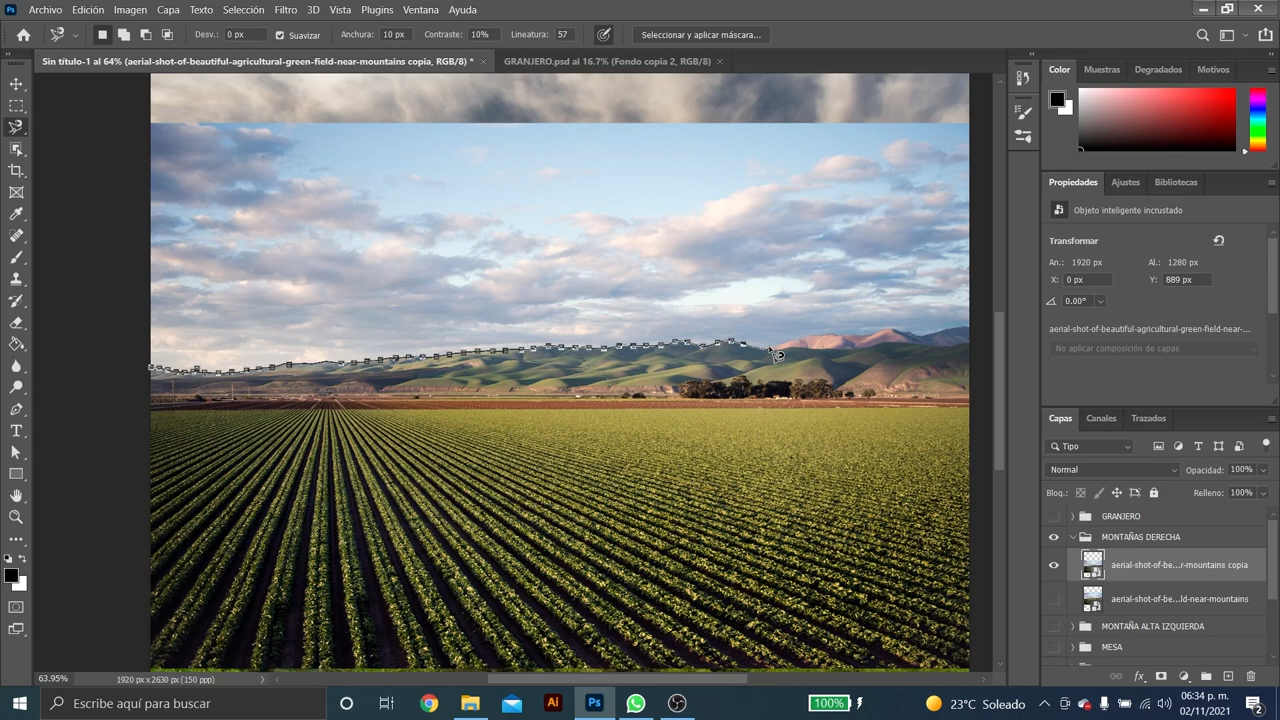 Ps Archivo Edición Imagen Capa Texto Selección Filtro 3D Vista Plugins Ventana Ayuda
Desv.: 0 px Suavizar Anchura: 10 px Contraste: 10% Lineatura: 57 Seleccionar y aplicar máscara...
Sin título-1 al 64% (aerial-shot-of-beautiful-agricultural-green-field-near-mountains copia, RGB/8) * × GRANJERO.psd al 16.7% (Fondo copia 2, RGB/8) ×
Color Muestras Degradados Motivos
Propiedades Ajustes Bibliotecas
Objeto inteligente incrustado
Transformar
An.: 1920 px Al.: 1280 px
X: 0 px Y: 889 px
0.00°
aerial-shot-of-beautiful-agricultural-green-field-near-...
No aplicar composición de capas
Capas Canales Trazados
Tipo
Normal Opacidad: 100%
Bloq.: Relleno: 100%
GRANJERO
MONTAÑAS DERECHA
aerial-shot-of-be...r-mountains copia
aerial-shot-of-be...ld-near-mountains
MONTAÑA ALTA IZQUIERDA
MESA
fx
63.95% 1920 px x 2630 px (150 ppp)
Escribe aquí para buscar
Ai Ps 100% 23°C Soleado
06:34 p. m.
02/11/2021
2